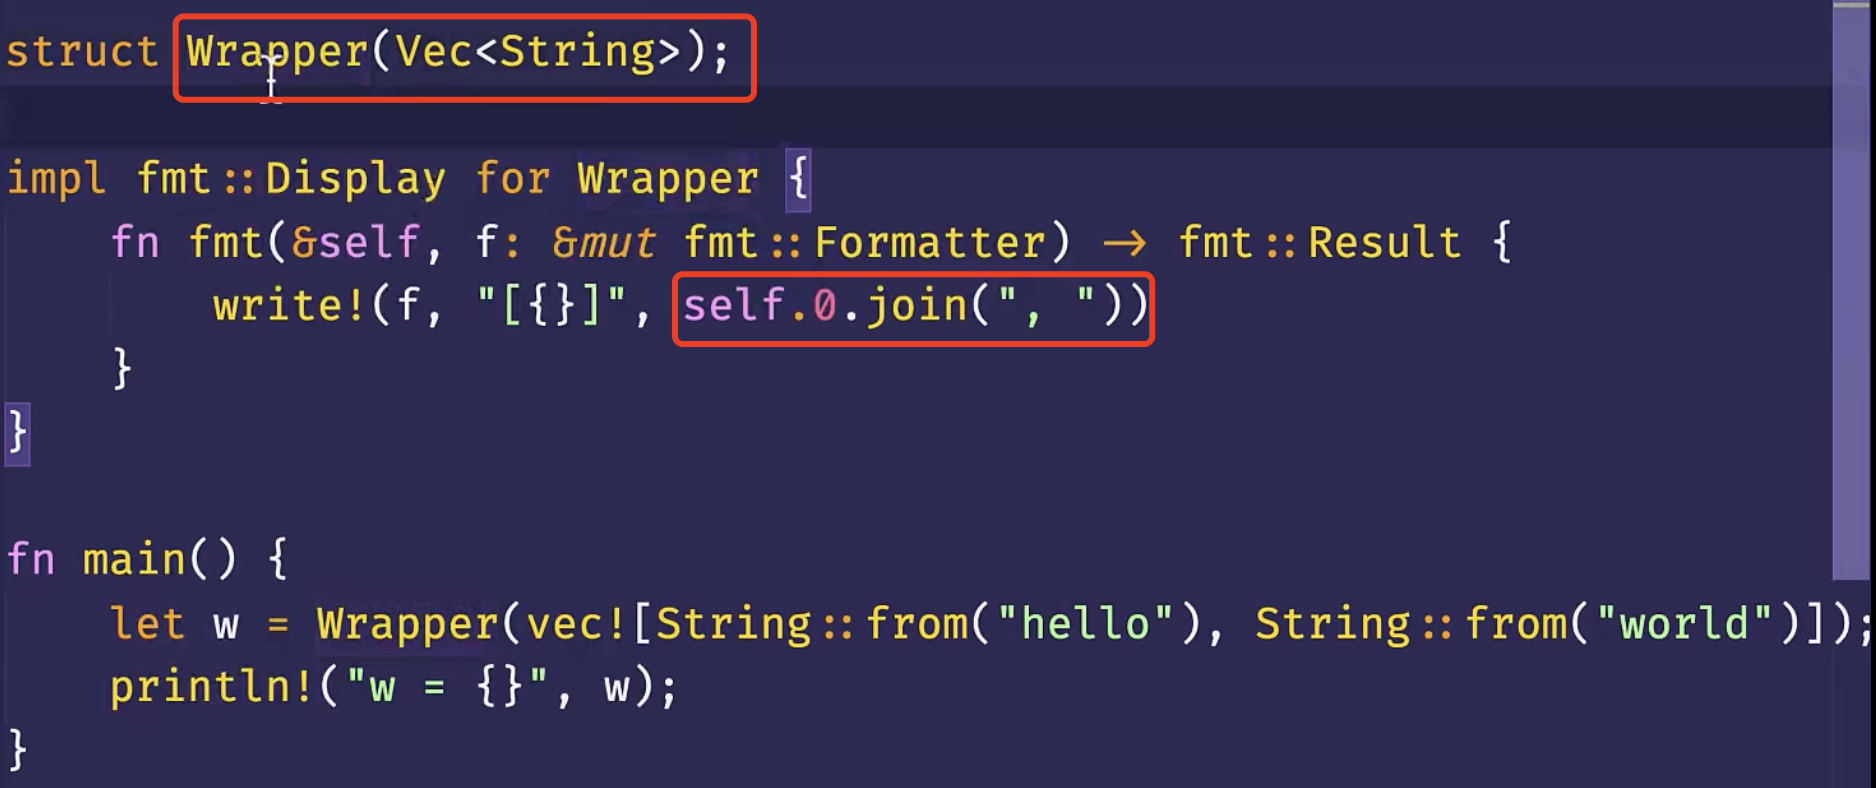 struct Wrapper(Vec<String>);
impl fmt::Display for Wrapper {
    fn fmt(&self, f: &mut fmt::Formatter) -> fmt::Result {
        write!(f, "[{}]", self.0.join(", "))
    }
}
fn main() {
    let w = Wrapper(vec![String::from("hello"), String::from("world")]);
    println!("w = {}", w);
}